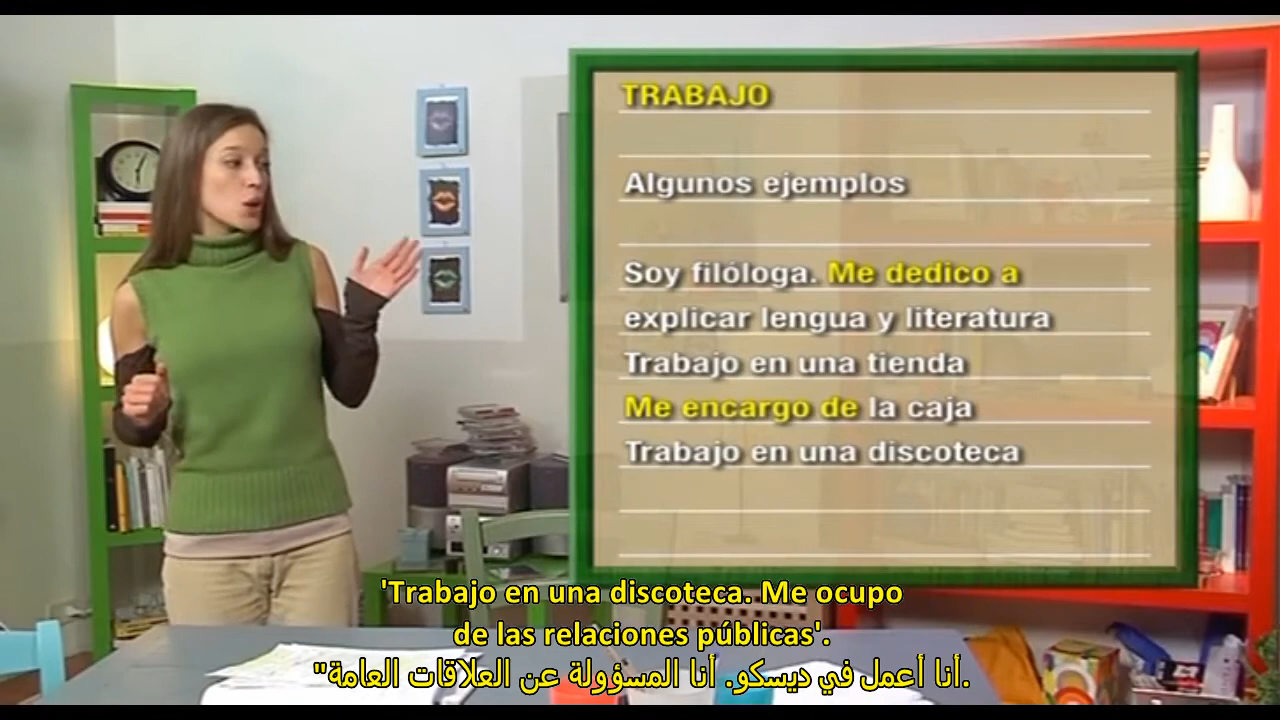 TRABAJO
Algunos ejemplos
Soy filóloga. Me dedico a
explicar lengua y literatura
Trabajo en una tienda
Me encargo de la caja
Trabajo en una discoteca
'Trabajo en una discoteca. Me ocupo
de las relaciones públicas'.
.أنا أعمل في ديسكو. أنا المسؤولة عن العلاقات العامة"